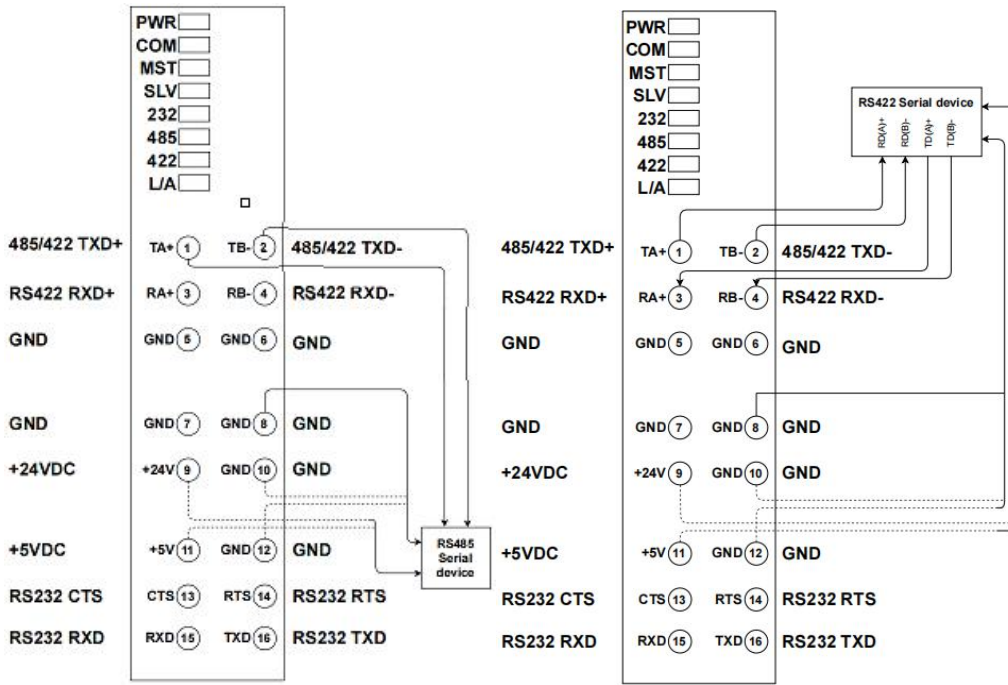 PWR
COM
MST
SLV
232
485
422
L/A
485/422 TXD+ TA+ 1 TB- 2 485/422 TXD-
RS422 RXD+ RA+ 3 RB- 4 RS422 RXD-
GND GND 5 GND 6 GND
GND GND 7 GND 8 GND
+24VDC +24V 9 GND 10 GND
+5VDC +5V 11 GND 12 GND
RS232 CTS CTS 13 RTS 14 RS232 RTS
RS232 RXD RXD 15 TXD 16 RS232 TXD
RS485
Serial
device
PWR
COM
MST
SLV
232
485
422
L/A
RS422 Serial device
RD(A)+
RD(B)-
TD(A)+
TD(B)-
485/422 TXD+ TA+ 1 TB- 2 485/422 TXD-
RS422 RXD+ RA+ 3 RB- 4 RS422 RXD-
GND GND 5 GND 6 GND
GND GND 7 GND 8 GND
+24VDC +24V 9 GND 10 GND
+5VDC +5V 11 GND 12 GND
RS232 CTS CTS 13 RTS 14 RS232 RTS
RS232 RXD RXD 15 TXD 16 RS232 TXD